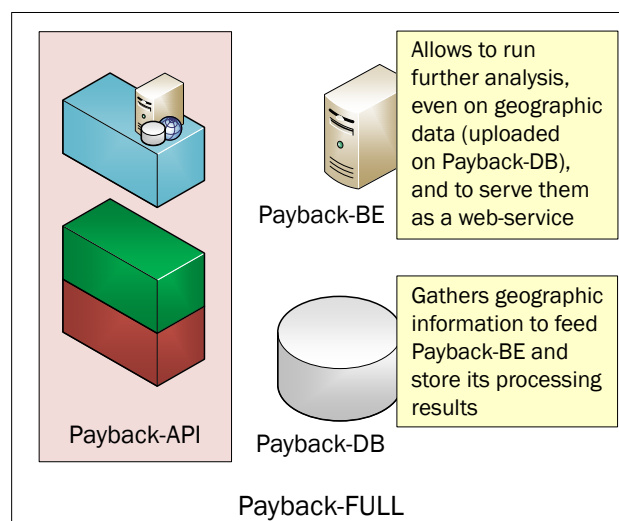 Allows to run
further analysis,
even on geographic
data (uploaded
on Payback-DB),
and to serve them
as a web-service
Payback-BE
Gathers geographic
information to feed
Payback-BE and
store its processing
results
Payback-API
Payback-DB
Payback-FULL